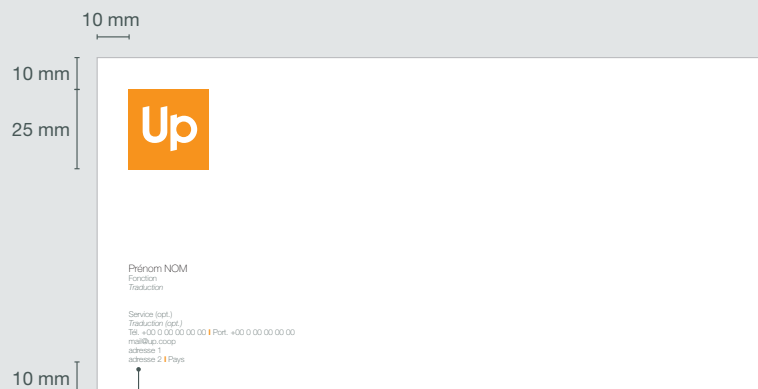 10 mm
10 mm
25 mm
Up
Prénom NOM
Fonction
Traduction
Service (opt.)
Traduction (opt.)
Tél. +00 0 00 00 00 00 I Port. +00 0 00 00 00 00
mail@up.coop
adresse 1
adresse 2 I Pays
10 mm